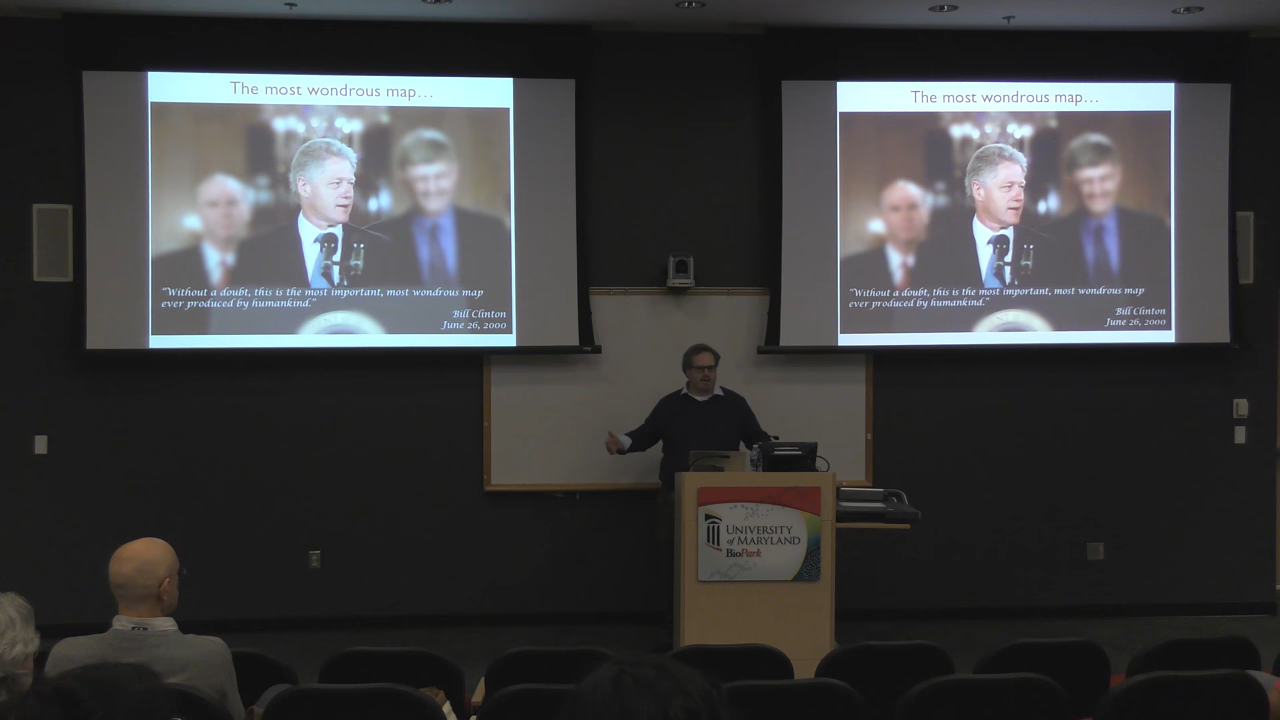 The most wondrous map…
"Without a doubt, this is the most important, most wondrous map
ever produced by humankind."
Bill Clinton
June 26, 2000
The most wondrous map…
"Without a doubt, this is the most important, most wondrous map
ever produced by humankind."
Bill Clinton
June 26, 2000
UNIVERSITY
of MARYLAND
BioPark